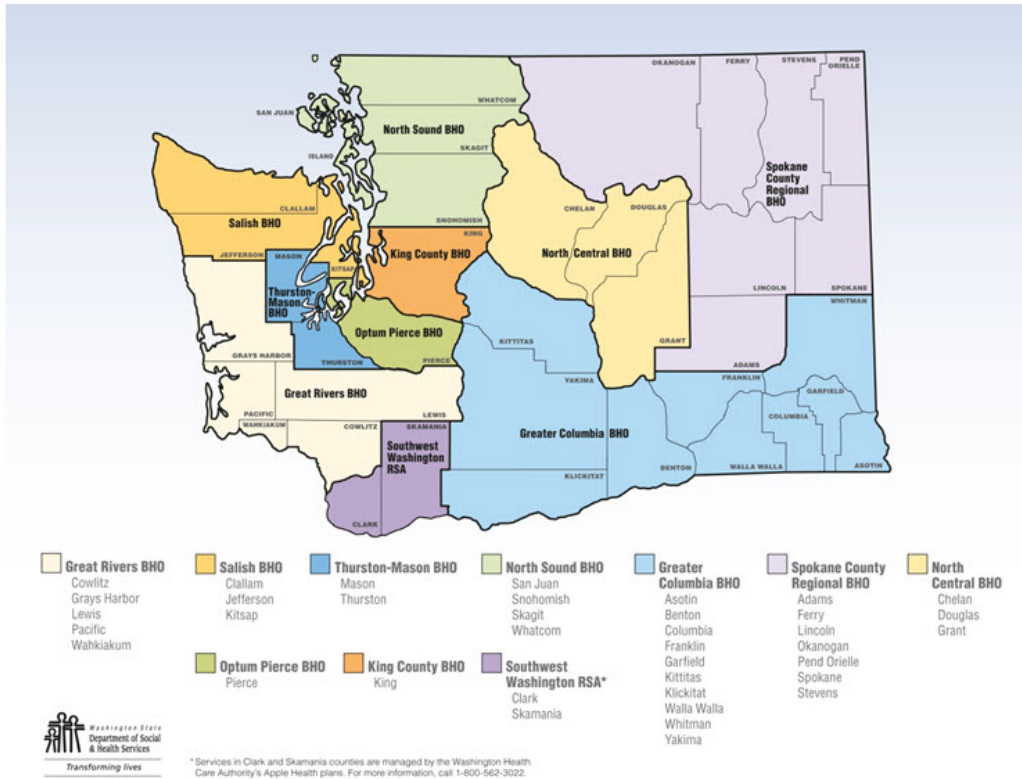 OKANOGAN
FERRY
STEVENS
PEND
ORIELLE
SAN JUAN
WHATCOM
North Sound BHO
SKAGIT
ISLAND
Spokane
County
Regional
BHO
CLALLAM
CHELAN
DOUGLAS
Salish BHO
SNOHOMISH
KING
King County BHO
North Central BHO
JEFFERSON
MASON
KITSAP
Thurston-
Mason
BHO
LINCOLN
SPOKANE
WHITMAN
Optum Pierce BHO
KITTITAS
GRANT
GRAYS HARBOR
THURSTON
PIERCE
ADAMS
YAKIMA
FRANKLIN
GARFIELD
Great Rivers BHO
PACIFIC
LEWIS
COLUMBIA
WAHKIAKUM
COWLITZ
SKAMANIA
Greater Columbia BHO
Southwest
Washington
RSA
KLICKITAT
BENTON
WALLA WALLA
ASOTIN
CLARK
Great Rivers BHO
Cowlitz
Grays Harbor
Lewis
Pacific
Wahkiakum
Salish BHO
Clallam
Jefferson
Kitsap
Thurston-Mason BHO
Mason
Thurston
North Sound BHO
San Juan
Snohomish
Skagit
Whatcom
Greater
Columbia BHO
Asotin
Benton
Columbia
Franklin
Garfield
Kittitas
Klickitat
Walla Walla
Whitman
Yakima
Spokane County
Regional BHO
Adams
Ferry
Lincoln
Okanogan
Pend Orielle
Spokane
Stevens
North
Central BHO
Chelan
Douglas
Grant
Optum Pierce BHO
Pierce
King County BHO
King
Southwest
Washington RSA*
Clark
Skamania
Washington State
Department of Social
& Health Services
Transforming lives
* Services in Clark and Skamania counties are managed by the Washington Health
Care Authority's Apple Health plans. For more information, call 1-800-562-3022.